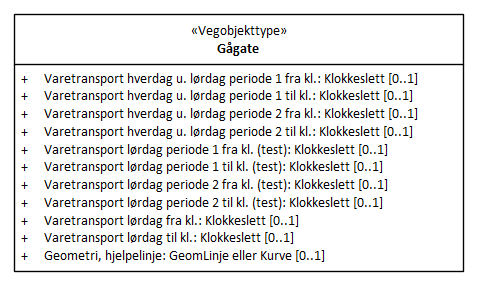 «Vegobjekttype»
Gågate
+ Varetransport hverdag u. lørdag periode 1 fra kl.: Klokkeslett [0..1]
+ Varetransport hverdag u. lørdag periode 1 til kl.: Klokkeslett [0..1]
+ Varetransport hverdag u. lørdag periode 2 fra kl.: Klokkeslett [0..1]
+ Varetransport hverdag u. lørdag periode 2 til kl.: Klokkeslett [0..1]
+ Varetransport lørdag periode 1 fra kl. (test): Klokkeslett [0..1]
+ Varetransport lørdag periode 1 til kl. (test): Klokkeslett [0..1]
+ Varetransport lørdag periode 2 fra kl. (test): Klokkeslett [0..1]
+ Varetransport lørdag periode 2 til kl. (test): Klokkeslett [0..1]
+ Varetransport lørdag fra kl.: Klokkeslett [0..1]
+ Varetransport lørdag til kl.: Klokkeslett [0..1]
+ Geometri, hjelpelinje: GeomLinje eller Kurve [0..1]